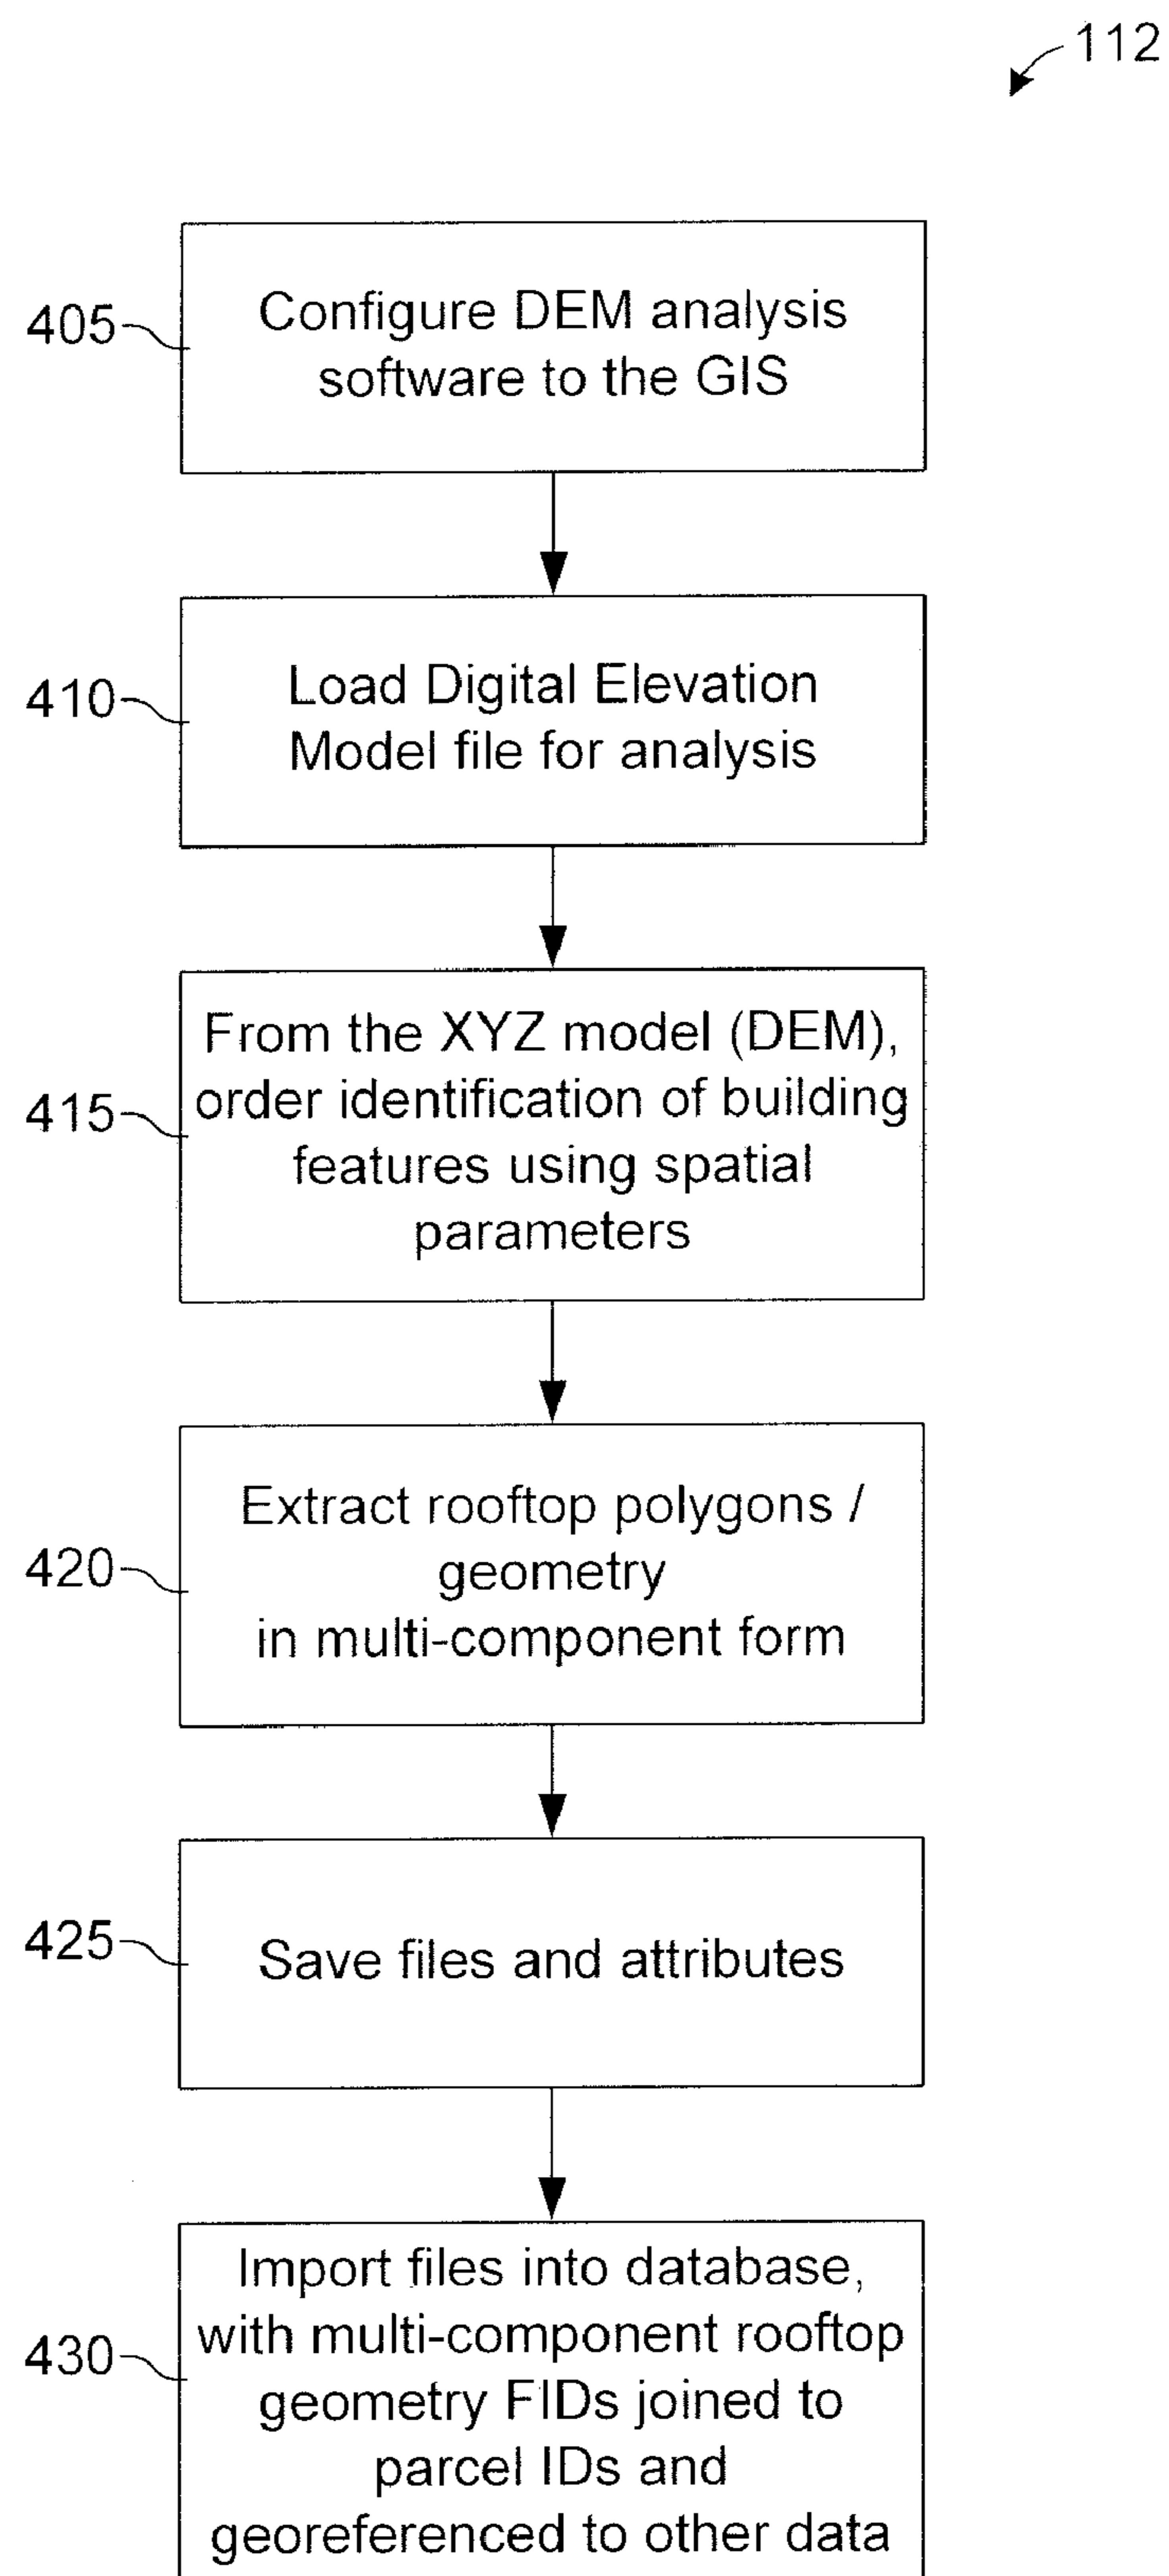 112
405
Configure DEM analysis
software to the GIS
410
Load Digital Elevation
Model file for analysis
415
From the XYZ model (DEM),
order identification of building
features using spatial
parameters
420
Extract rooftop polygons /
geometry
in multi-component form
425
Save files and attributes
430
Import files into database,
with multi-component rooftop
geometry FIDs joined to
parcel IDs and
georeferenced to other data